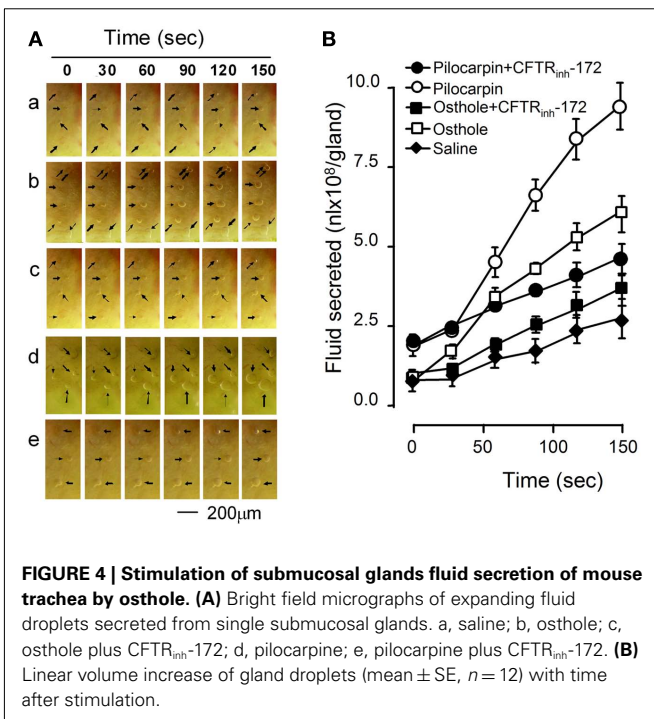 A
Time (sec)
0 30 60 90 120 150
a
b
c
d
e
200µm
B
Pilocarpin+CFTRinh-172
Pilocarpin
Osthole+CFTRinh-172
Osthole
Saline
Fluid secreted (nlx10⁸/gland)
10.0
7.5
5.0
2.5
0.0
0 50 100 150
Time (sec)
FIGURE 4 | Stimulation of submucosal glands fluid secretion of mouse
trachea by osthole. (A) Bright field micrographs of expanding fluid
droplets secreted from single submucosal glands. a, saline; b, osthole; c,
osthole plus CFTRinh-172; d, pilocarpine; e, pilocarpine plus CFTRinh-172. (B)
Linear volume increase of gland droplets (mean ± SE, n = 12) with time
after stimulation.